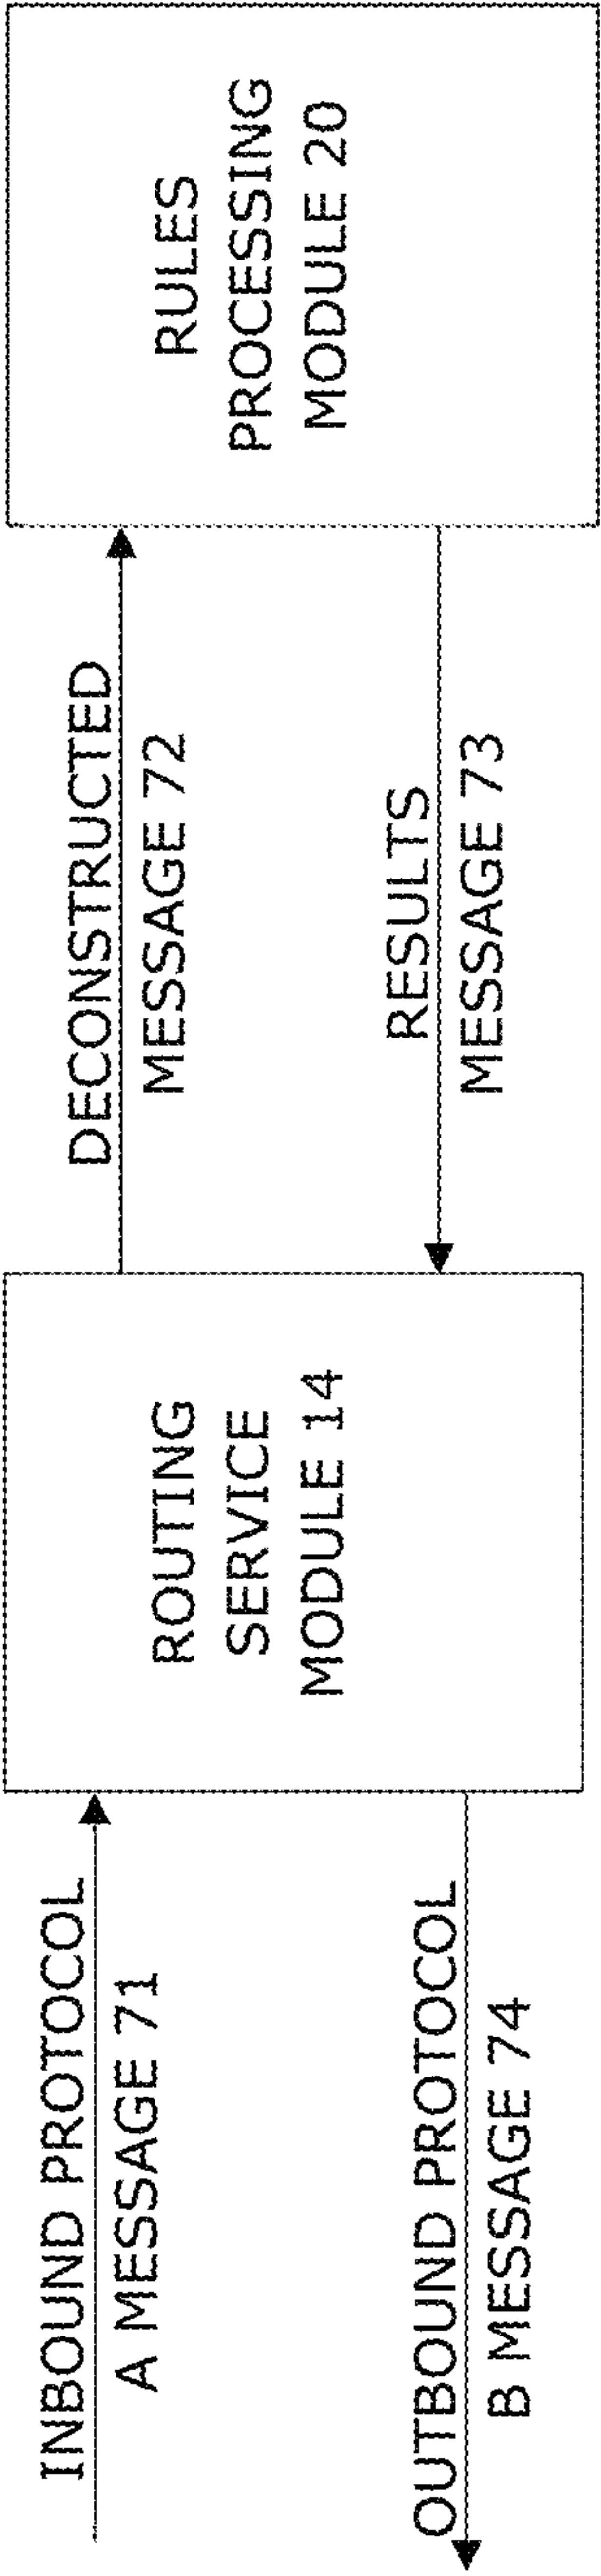 INBOUND PROTOCOL
A MESSAGE 71
OUTBOUND PROTOCOL
B MESSAGE 74
ROUTING
SERVICE
MODULE 14
DECONSTRUCTED
MESSAGE 72
RESULTS
MESSAGE 73
RULES
PROCESSING
MODULE 20